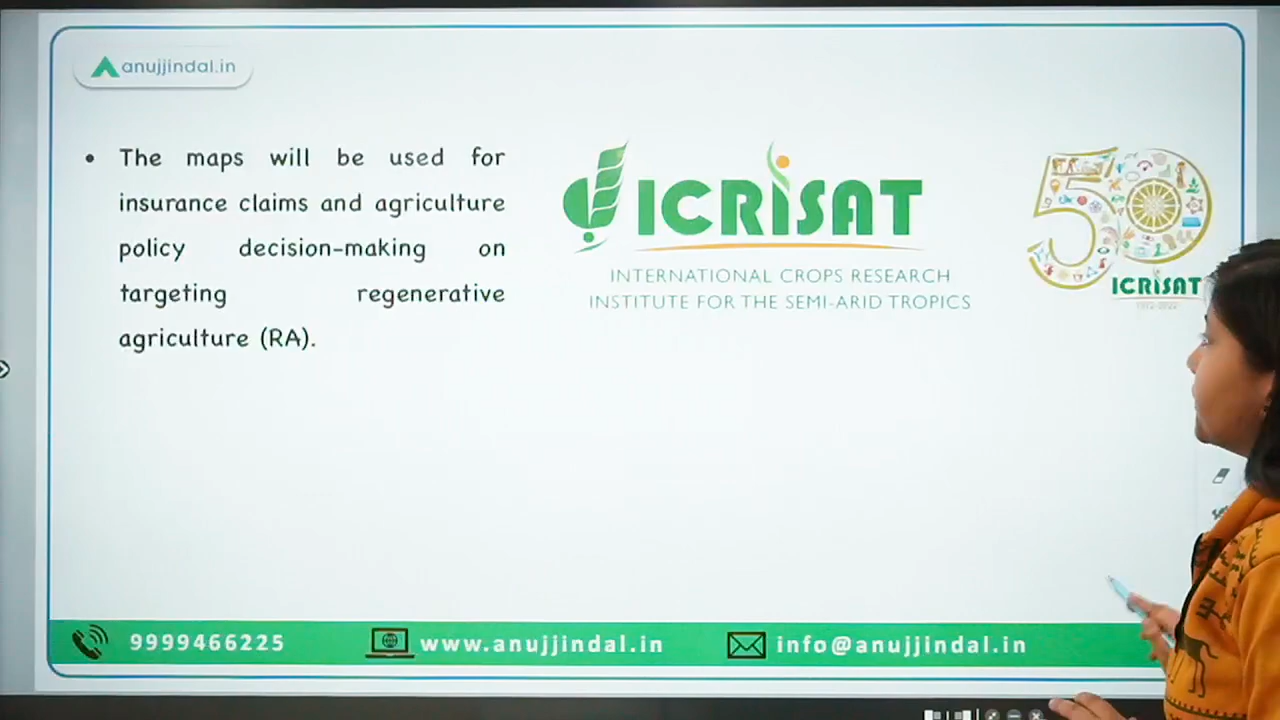 anujjindal.in
• The maps will be used for
insurance claims and agriculture
policy decision-making on
targeting regenerative
agriculture (RA).
ICRISAT
INTERNATIONAL CROPS RESEARCH
INSTITUTE FOR THE SEMI-ARID TROPICS
50
ICRISAT
1972-2022
9999466225
www.anujjindal.in
info@anujjindal.in